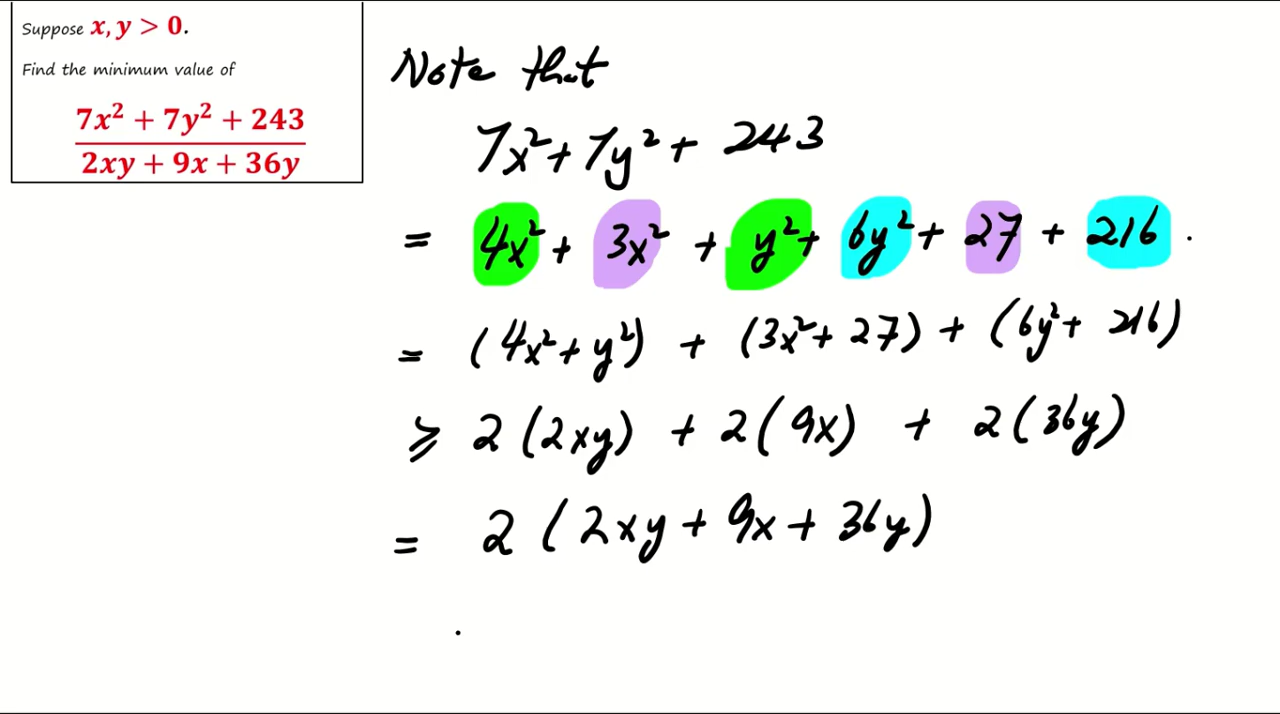 Suppose x, y > 0.
Find the minimum value of
7x² + 7y² + 243
2xy + 9x + 36y
Note that
7x² + 7y² + 243
= 4x² + 3x² + y² + 6y² + 27 + 216 .
= (4x² + y²) + (3x² + 27) + (6y² + 216)
≥ 2 (2xy) + 2 (9x) + 2 (36y)
= 2 (2xy + 9x + 36y)
.